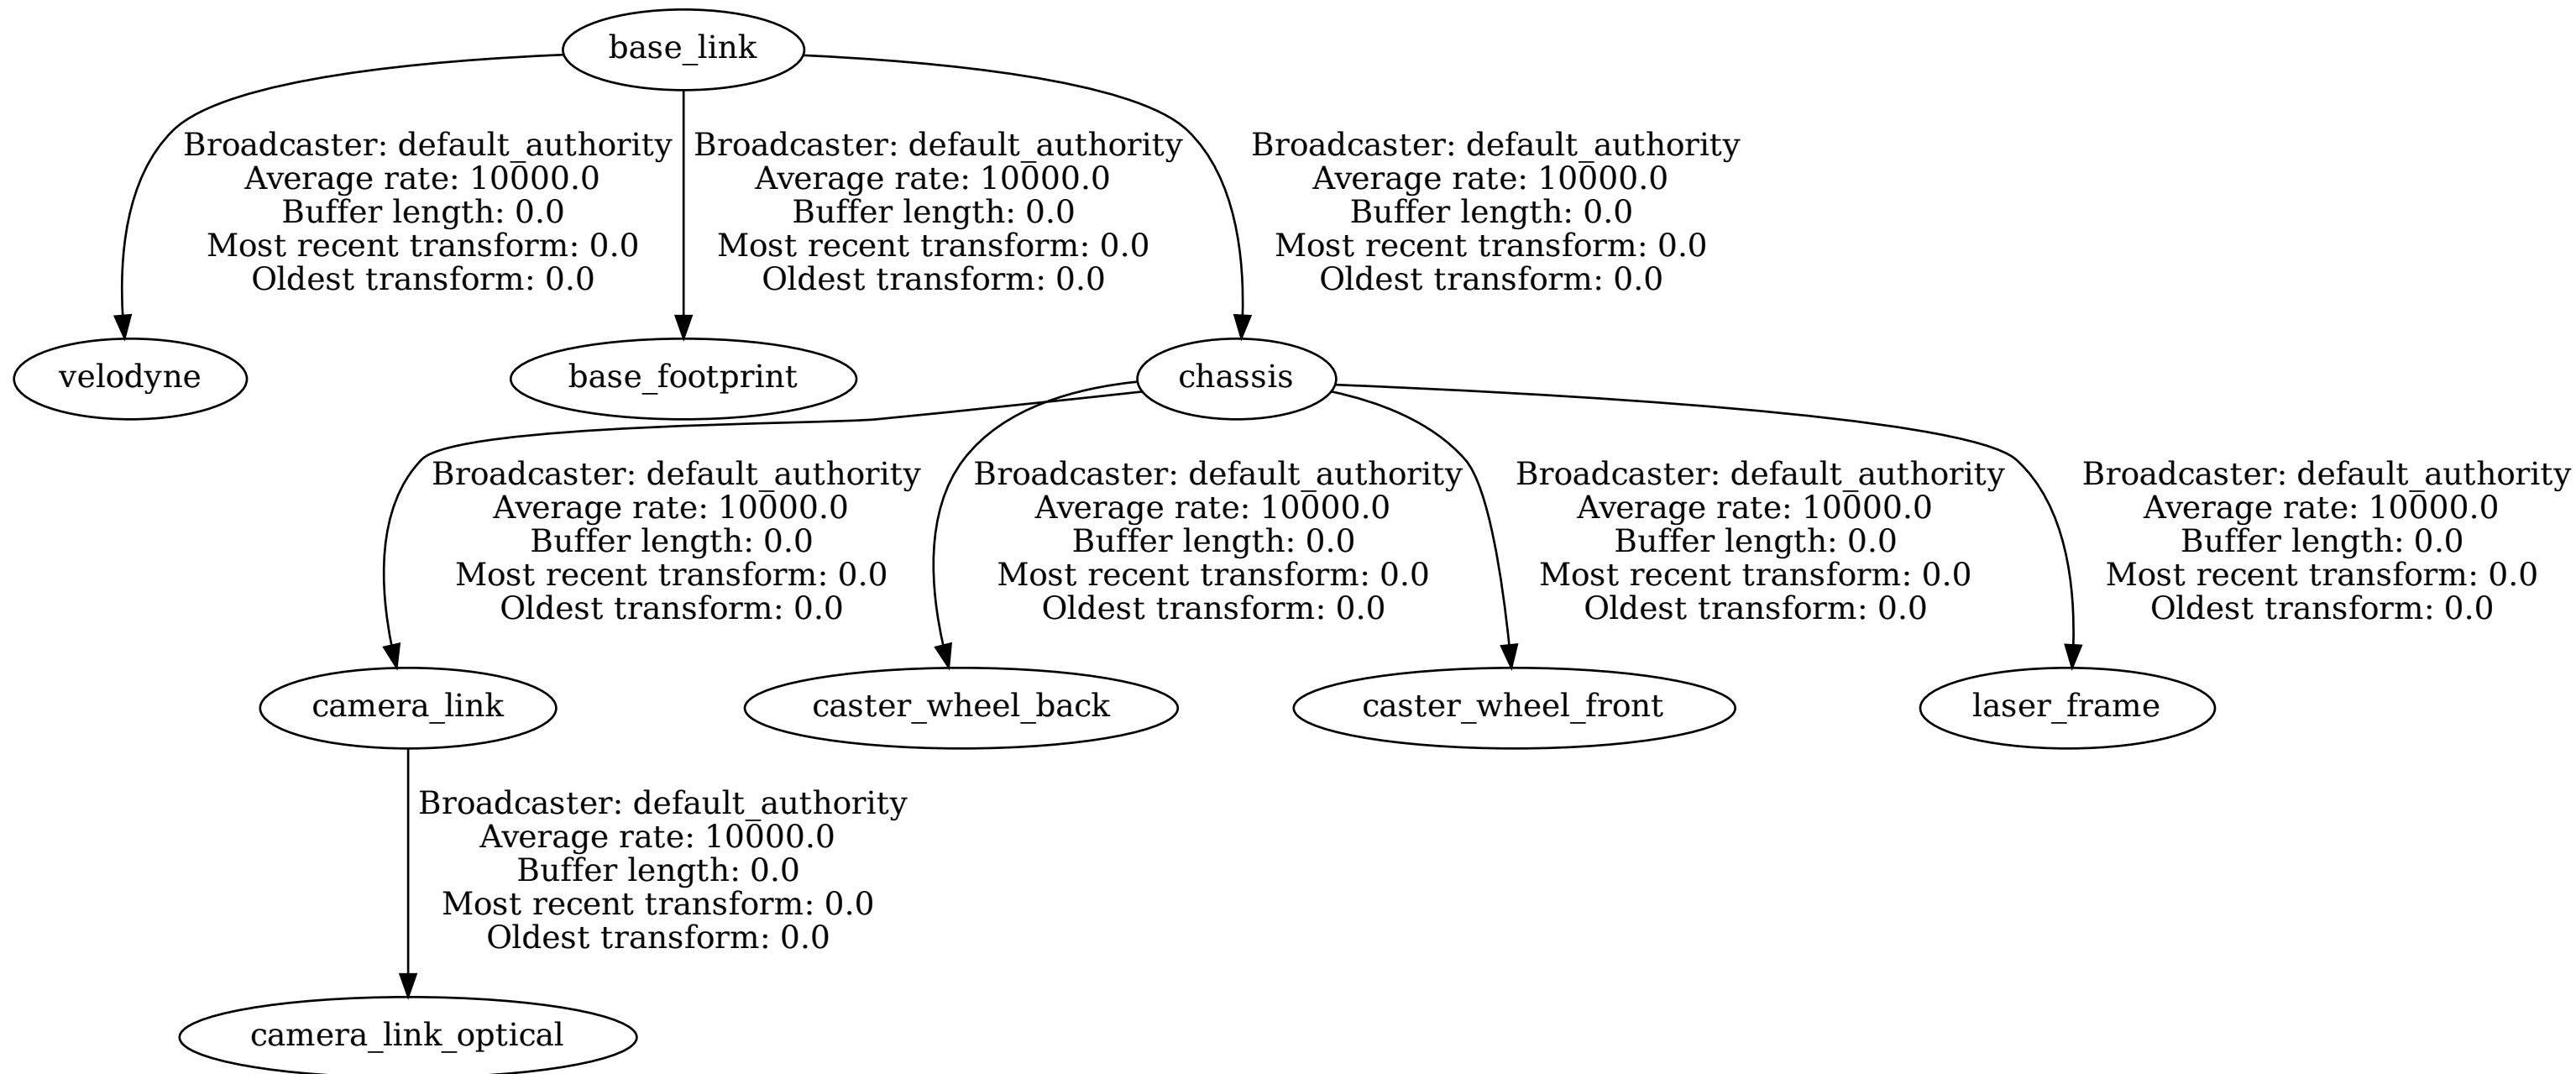 base_link
Broadcaster: default_authority
Average rate: 10000.0
Buffer length: 0.0
Most recent transform: 0.0
Oldest transform: 0.0
Broadcaster: default_authority
Average rate: 10000.0
Buffer length: 0.0
Most recent transform: 0.0
Oldest transform: 0.0
Broadcaster: default_authority
Average rate: 10000.0
Buffer length: 0.0
Most recent transform: 0.0
Oldest transform: 0.0
velodyne
base_footprint
chassis
Broadcaster: default_authority
Average rate: 10000.0
Buffer length: 0.0
Most recent transform: 0.0
Oldest transform: 0.0
Broadcaster: default_authority
Average rate: 10000.0
Buffer length: 0.0
Most recent transform: 0.0
Oldest transform: 0.0
Broadcaster: default_authority
Average rate: 10000.0
Buffer length: 0.0
Most recent transform: 0.0
Oldest transform: 0.0
Broadcaster: default_authority
Average rate: 10000.0
Buffer length: 0.0
Most recent transform: 0.0
Oldest transform: 0.0
camera_link
caster_wheel_back
caster_wheel_front
laser_frame
Broadcaster: default_authority
Average rate: 10000.0
Buffer length: 0.0
Most recent transform: 0.0
Oldest transform: 0.0
camera_link_optical